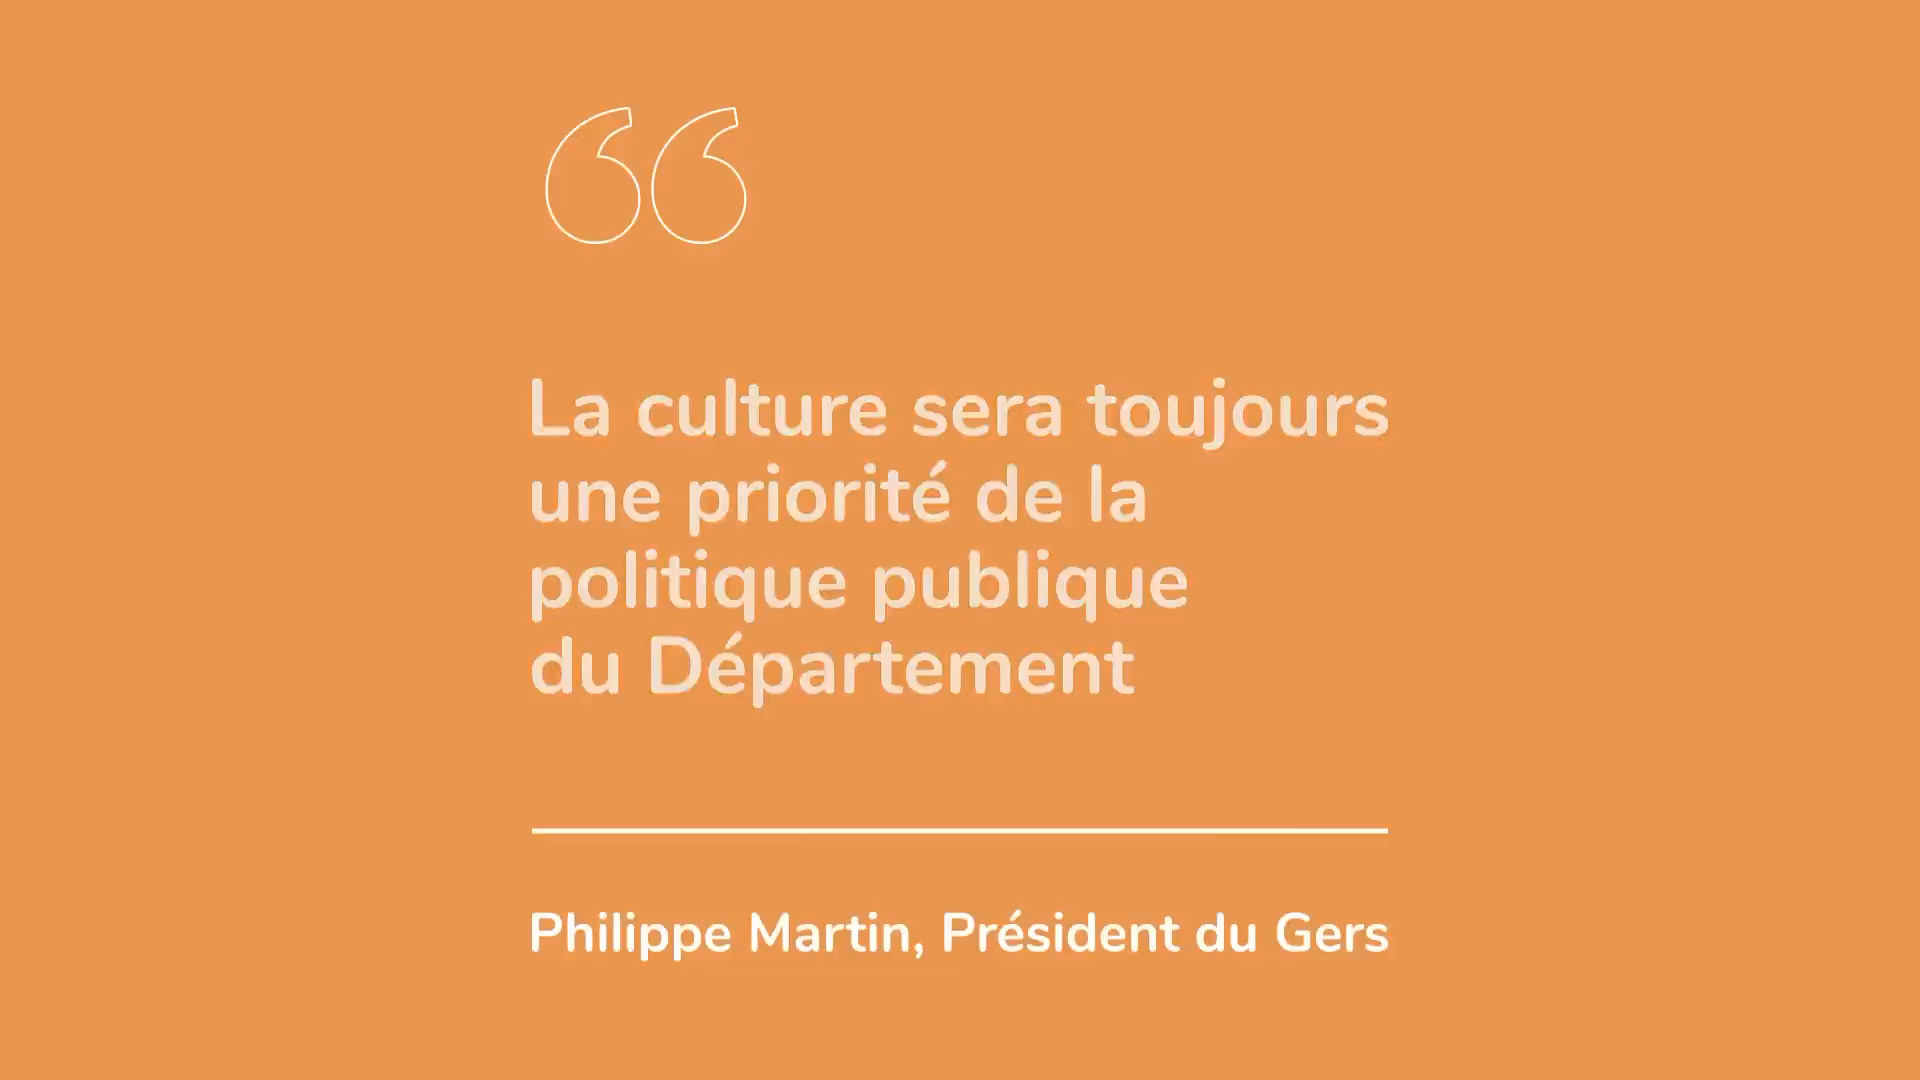 “
La culture sera toujours
une priorité de la
politique publique
du Département
Philippe Martin, Président du Gers